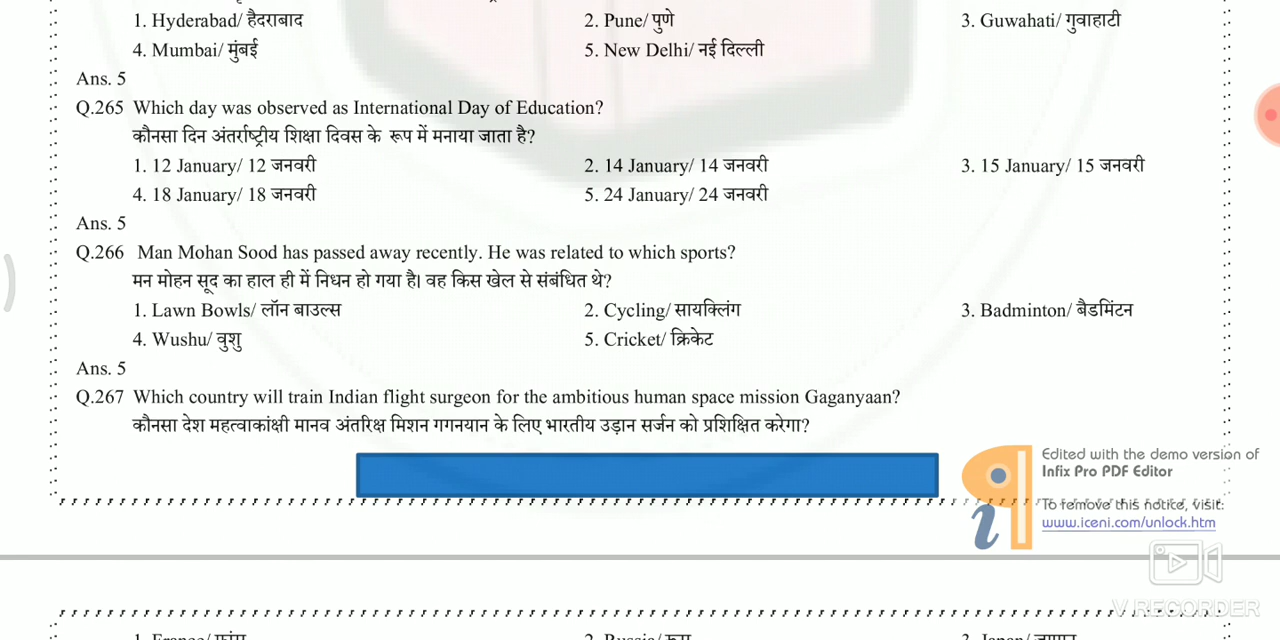 1. Hyderabad/ हैदराबाद 2. Pune/ पुणे 3. Guwahati/ गुवाहाटी
4. Mumbai/ मुंबई 5. New Delhi/ नई दिल्ली
Ans. 5
Q.265 Which day was observed as International Day of Education?
कौनसा दिन अंतर्राष्ट्रीय शिक्षा दिवस के रूप में मनाया जाता है?
1. 12 January/ 12 जनवरी 2. 14 January/ 14 जनवरी 3. 15 January/ 15 जनवरी
4. 18 January/ 18 जनवरी 5. 24 January/ 24 जनवरी
Ans. 5
Q.266 Man Mohan Sood has passed away recently. He was related to which sports?
मन मोहन सूद का हाल ही में निधन हो गया है। वह किस खेल से संबंधित थे?
1. Lawn Bowls/ लॉन बाउल्स 2. Cycling/ सायक्लिंग 3. Badminton/ बैडमिंटन
4. Wushu/ वुशु 5. Cricket/ क्रिकेट
Ans. 5
Q.267 Which country will train Indian flight surgeon for the ambitious human space mission Gaganyaan?
कौनसा देश महत्वाकांक्षी मानव अंतरिक्ष मिशन गगनयान के लिए भारतीय उड़ान सर्जन को प्रशिक्षित करेगा?
Edited with the demo version of
Infix Pro PDF Editor
To remove this notice, visit:
www.iceni.com/unlock.htm
V RECORDER
1. France/ फ्रांस 2. Russia/ रूस 3. Japan/ जापान